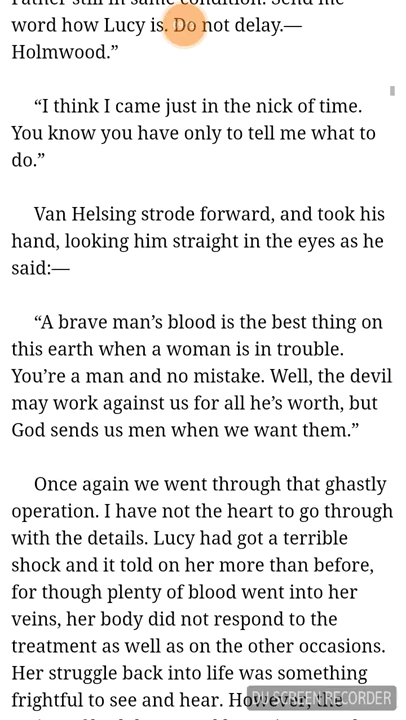 word how Lucy is. Do not delay.—
Holmwood.”
“I think I came just in the nick of time.
You know you have only to tell me what to
do.”
Van Helsing strode forward, and took his
hand, looking him straight in the eyes as he
said:—
“A brave man’s blood is the best thing on
this earth when a woman is in trouble.
You’re a man and no mistake. Well, the devil
may work against us for all he’s worth, but
God sends us men when we want them.”
Once again we went through that ghastly
operation. I have not the heart to go through
with the details. Lucy had got a terrible
shock and it told on her more than before,
for though plenty of blood went into her
veins, her body did not respond to the
treatment as well as on the other occasions.
Her struggle back into life was something
frightful to see and hear. However, the
DU SCREEN RECORDER